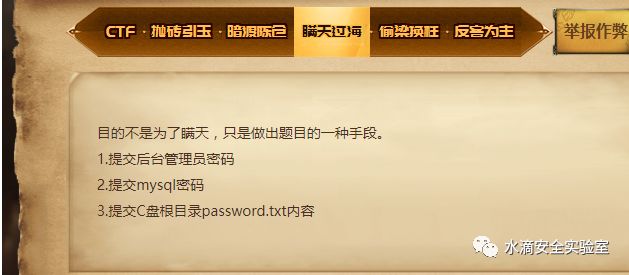 CTF · 抛砖引玉 · 暗渡陈仓 瞒天过海 · 偷梁换柱 · 反客为主
举报作弊
目的不是为了瞒天，只是做出题目的一种手段。
1.提交后台管理员密码
2.提交mysql密码
3.提交C盘根目录password.txt内容
水滴安全实验室